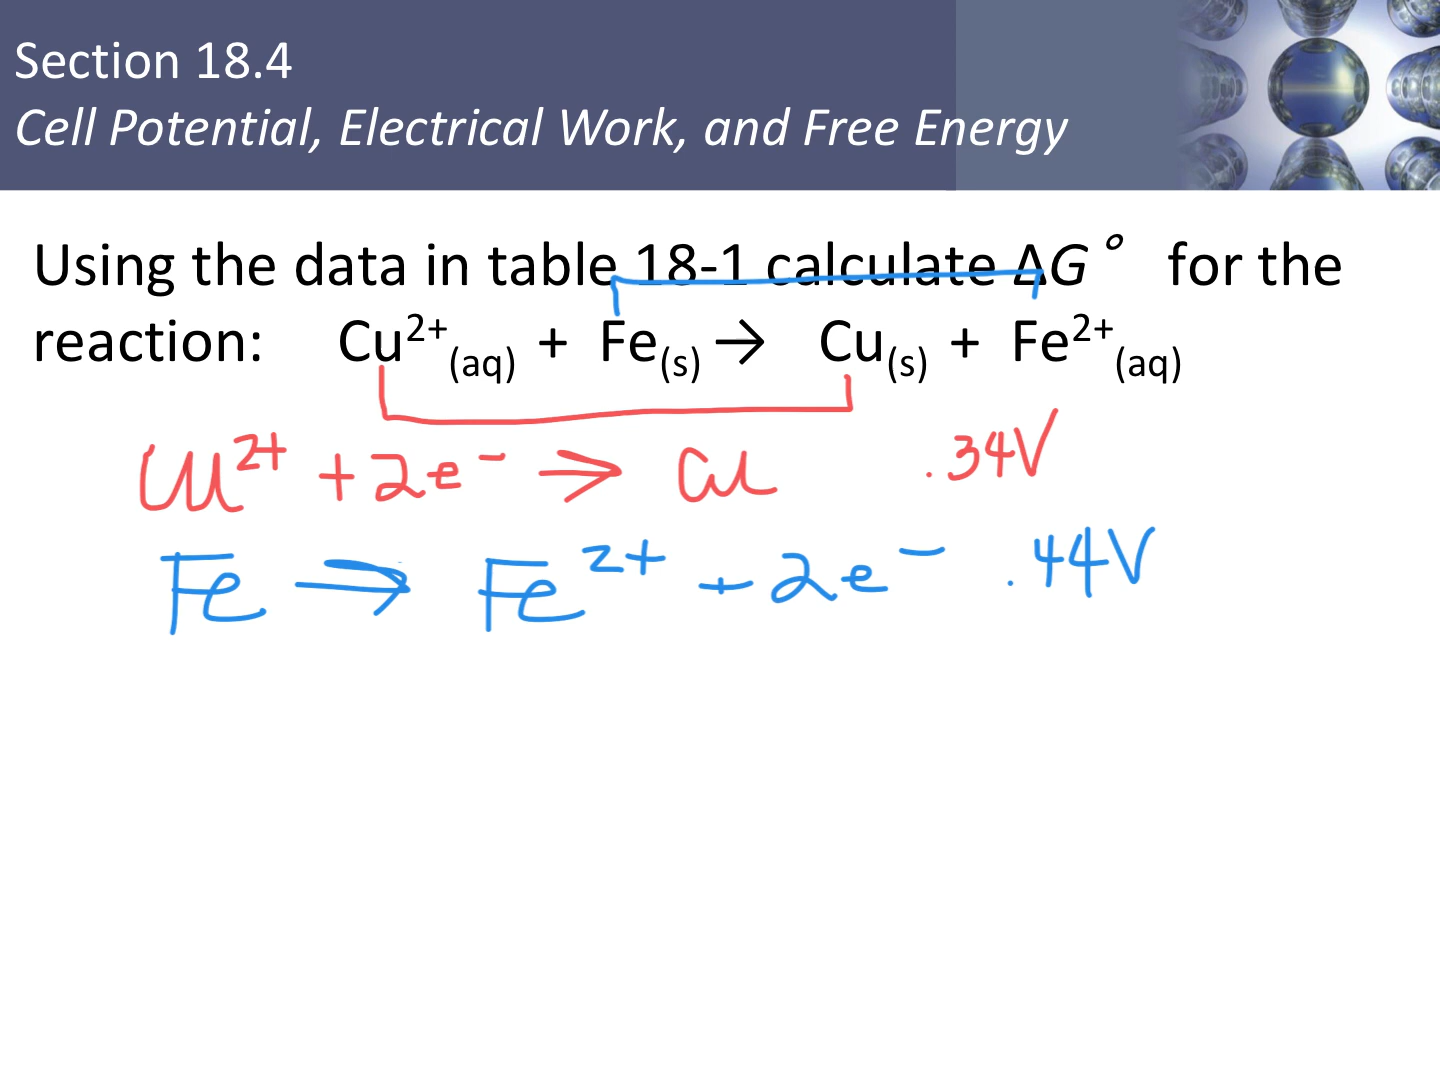 Section 18.4
Cell Potential, Electrical Work, and Free Energy
Using the data in table 18-1 calculate ΔG° for the
reaction: Cu²⁺(aq) + Fe(s) → Cu(s) + Fe²⁺(aq)
Cu²⁺ + 2e⁻ → Cu .34V
Fe → Fe²⁺ + 2e⁻ .44V